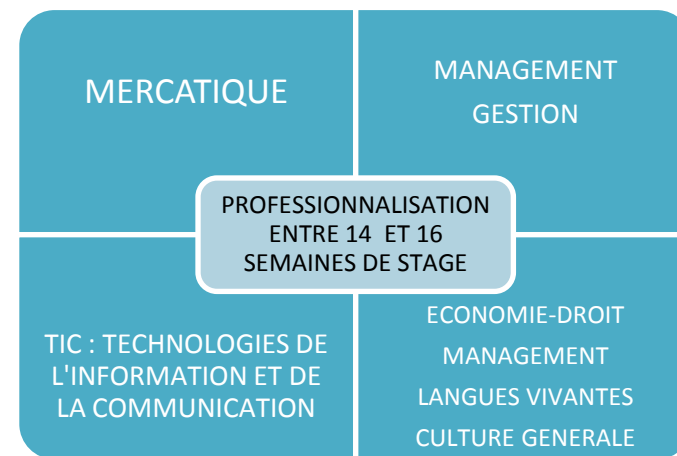 MERCATIQUE
MANAGEMENT
GESTION
PROFESSIONNALISATION
ENTRE 14 ET 16
SEMAINES DE STAGE
TIC : TECHNOLOGIES DE
L'INFORMATION ET DE
LA COMMUNICATION
ECONOMIE-DROIT
MANAGEMENT
LANGUES VIVANTES
CULTURE GENERALE